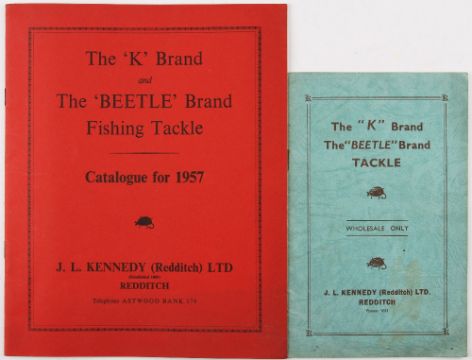 The 'K' Brand
and
The 'BEETLE' Brand
Fishing Tackle
Catalogue for 1957
J. L. KENNEDY (Redditch) LTD
REDDITCH
Telephone ASTWOOD BANK 174
The "K" Brand
The "BEETLE" Brand
TACKLE
WHOLESALE ONLY
J. L. KENNEDY (Redditch) LTD.
REDDITCH